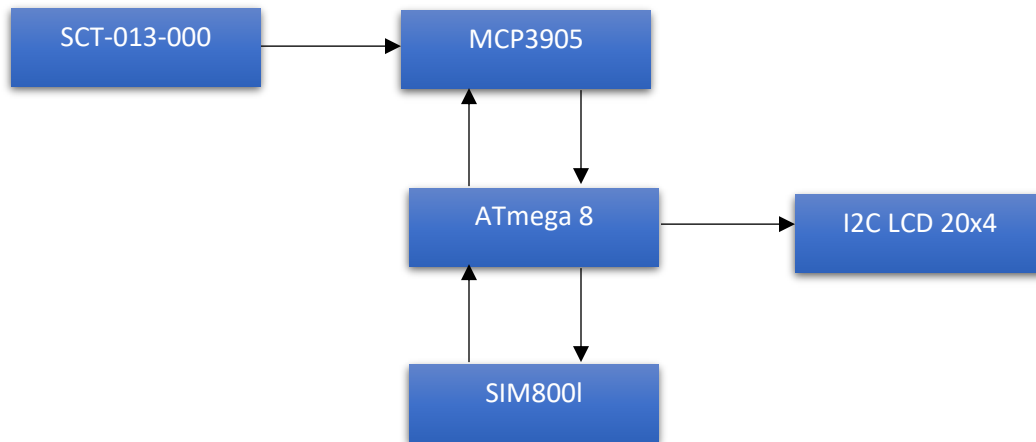 SCT-013-000
MCP3905
ATmega 8
I2C LCD 20x4
SIM800l